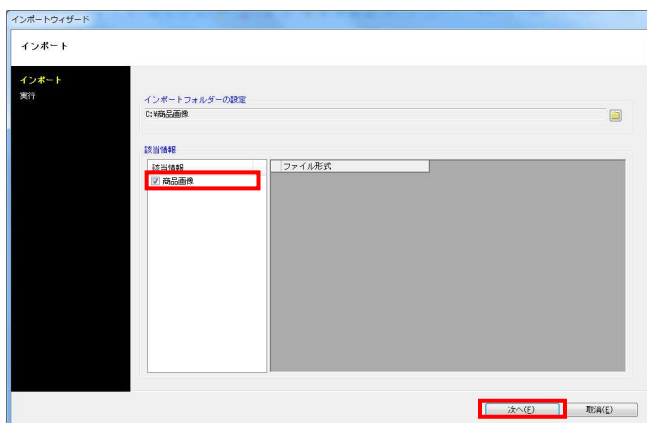 インポートウィザード
インポート
インポート
実行
インポートフォルダーの設定
C:¥商品画像
該当情報
該当情報
ファイル形式
商品画像
次へ(F)
取消(E)